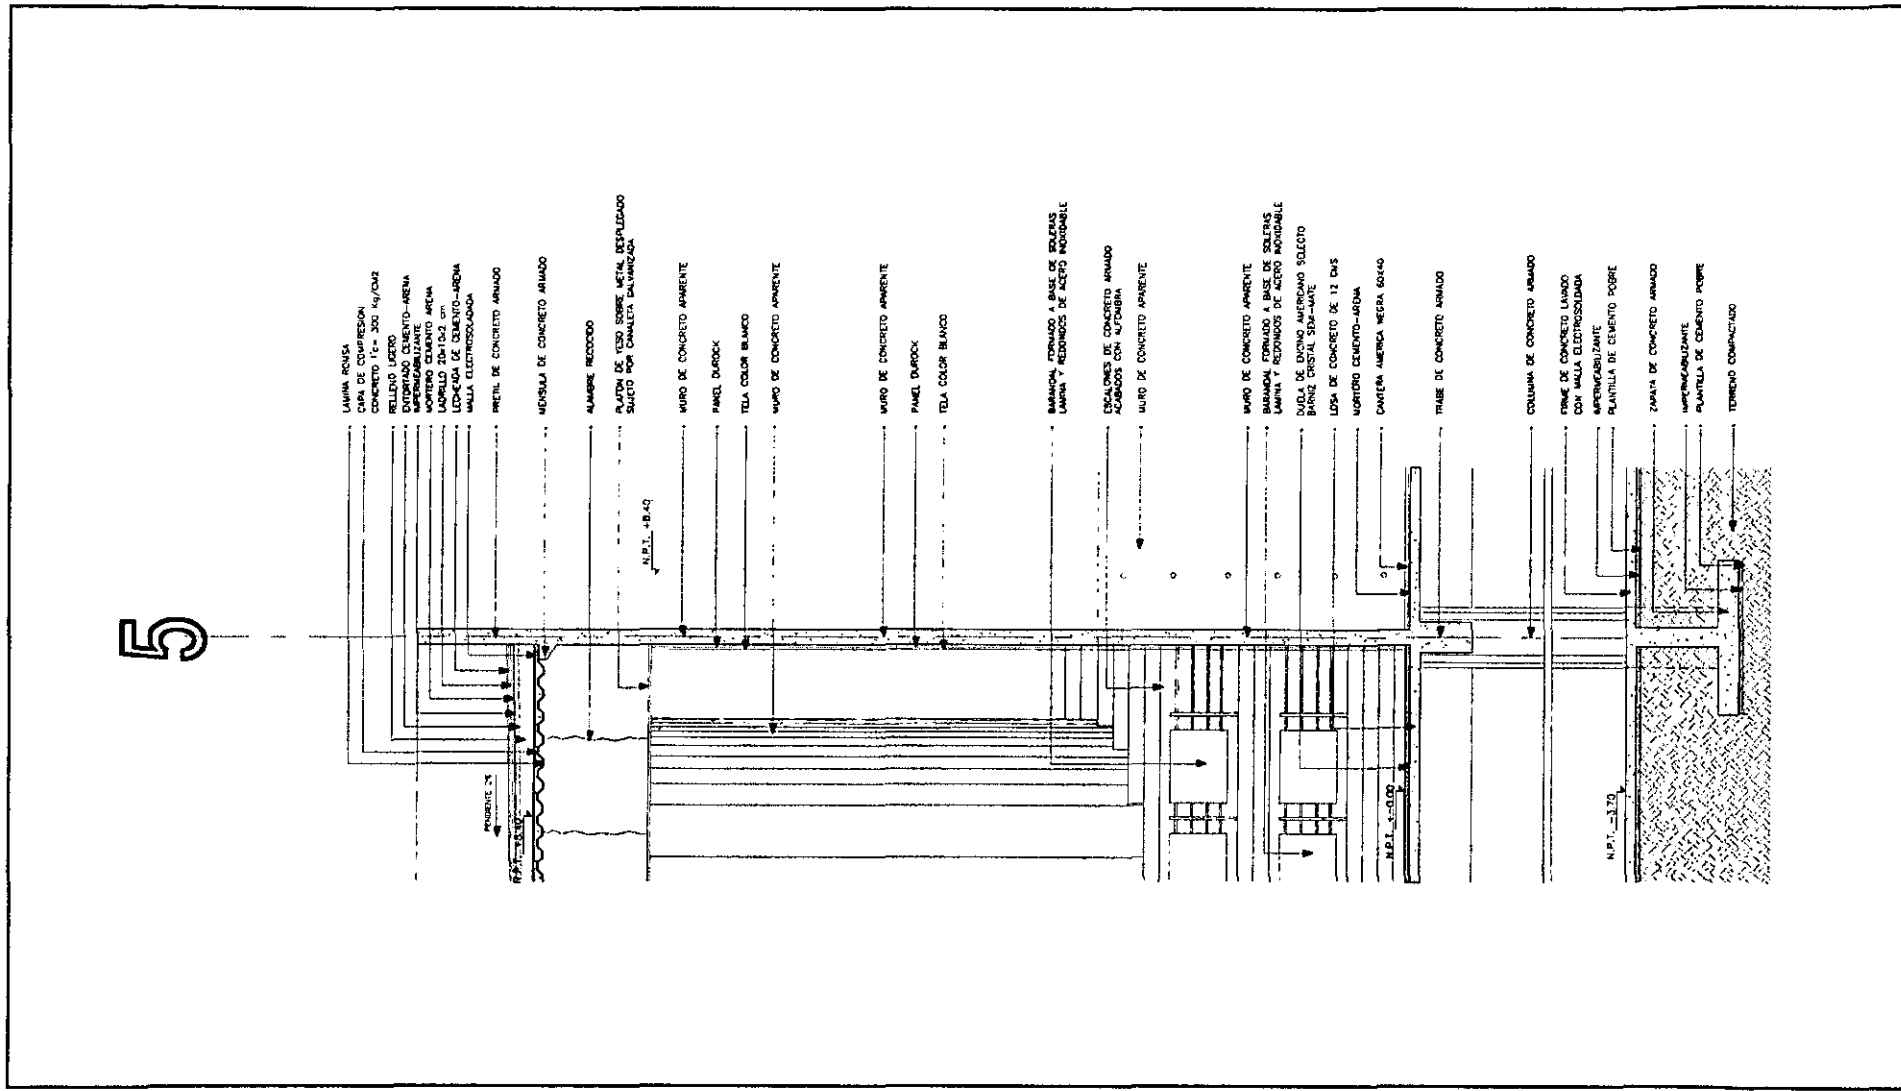 5
LAMINA ROMSA
CAPA DE COMPRESION
CONCRETO f'c= 300 Kg/CM2
RELLENO LIGERO
ENTORTADO CEMENTO-ARENA
IMPERMEABILIZANTE
MORTERO CEMENTO ARENA
LADRILLO 20x10x2 cm
LECHEADA DE CEMENTO-ARENA
MALLA ELECTROSOLADADA
PRETIL DE CONCRETO ARMADO
MENSULA DE CONCRETO ARMADO
ALAMBRE RECOCIDO
PLAFON DE YESO SOBRE METAL DESPLEGADO
SUJETO POR CANALETA GALVANIZADA
MURO DE CONCRETO APARENTE
PANEL DUROCK
TELA COLOR BLANCO
MURO DE CONCRETO APARENTE
MURO DE CONCRETO APARENTE
PANEL DUROCK
TELA COLOR BLANCO
BARANDAL FORMADO A BASE DE SOLERAS
LAMINA Y REDONDOS DE ACERO INOXIDABLE
ESCALONES DE CONCRETO ARMADO
ACABADOS CON ALFOMBRA
MURO DE CONCRETO APARENTE
MURO DE CONCRETO APARENTE
BARANDAL FORMADO A BASE DE SOLERAS
LAMINA Y REDONDOS DE ACERO INOXIDABLE
DUELA DE ENCINO AMERICANO SELECTO
BARNIZ CRISTAL SEMI-MATE
LOSA DE CONCRETO DE 12 CMS
MORTERO CEMENTO-ARENA
CANTERA AMERICA NEGRA 60X40
TRABE DE CONCRETO ARMADO
COLUMNA DE CONCRETO ARMADO
FIRME DE CONCRETO LAVADO
CON MALLA ELECTROSOLDADA
IMPERMEABILIZANTE
PLANTILLA DE CEMENTO POBRE
ZAPATA DE CONCRETO ARMADO
IMPERMEABILIZANTE
PLANTILLA DE CEMENTO POBRE
TERRENO COMPACTADO
N.P.T. +8.40
PENDIENTE
N.P.T.
N.P.T. +-0.00
N.P.T. -3.70